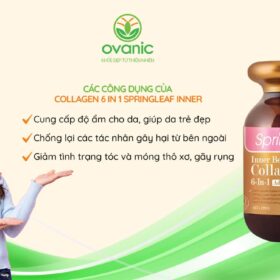 ovanic
KHỎE ĐẸP TỪ THIÊN NHIÊN
CÁC CÔNG DỤNG CỦA
COLLAGEN 6 IN 1 SPRINGLEAF INNER
Cung cấp độ ẩm cho da, giúp da trẻ đẹp
Chống lại các tác nhân gây hại từ bên ngoài
Giảm tình trạng tóc và móng thô xơ, gãy rụng
Spri
Inner Be
Colla
6-In-1